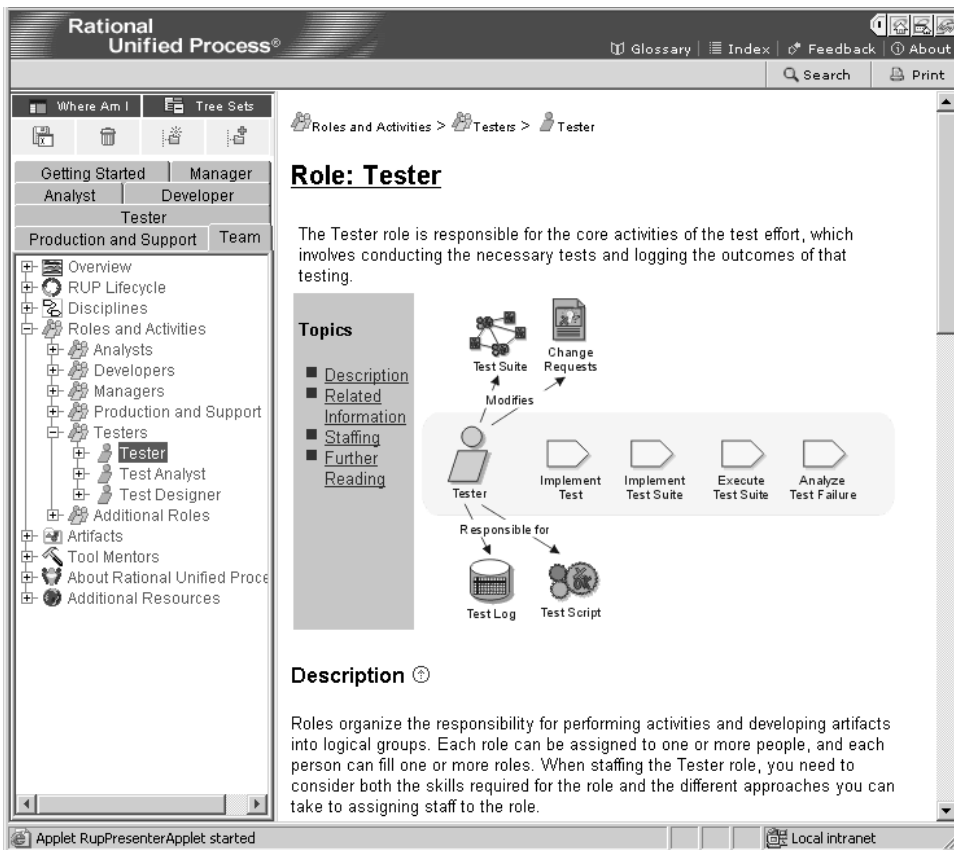 Rational
Unified Process®
Glossary | Index | Feedback | About
Search Print
Where Am I Tree Sets
Getting Started Manager
Analyst Developer
Tester
Production and Support Team
Overview
RUP Lifecycle
Disciplines
Roles and Activities
Analysts
Developers
Managers
Production and Support
Testers
Tester
Test Analyst
Test Designer
Additional Roles
Artifacts
Tool Mentors
About Rational Unified Proce
Additional Resources
Roles and Activities > Testers > Tester
Role: Tester
The Tester role is responsible for the core activities of the test effort, which
involves conducting the necessary tests and logging the outcomes of that
testing.
Topics
Description
Related
Information
Staffing
Further
Reading
Test Suite
Change
Requests
Modifies
Tester
Implement
Test
Implement
Test Suite
Execute
Test Suite
Analyze
Test Failure
Responsible for
Test Log
Test Script
Description
Roles organize the responsibility for performing activities and developing artifacts
into logical groups. Each role can be assigned to one or more people, and each
person can fill one or more roles. When staffing the Tester role, you need to
consider both the skills required for the role and the different approaches you can
take to assigning staff to the role.
Applet RupPresenterApplet started
Local intranet